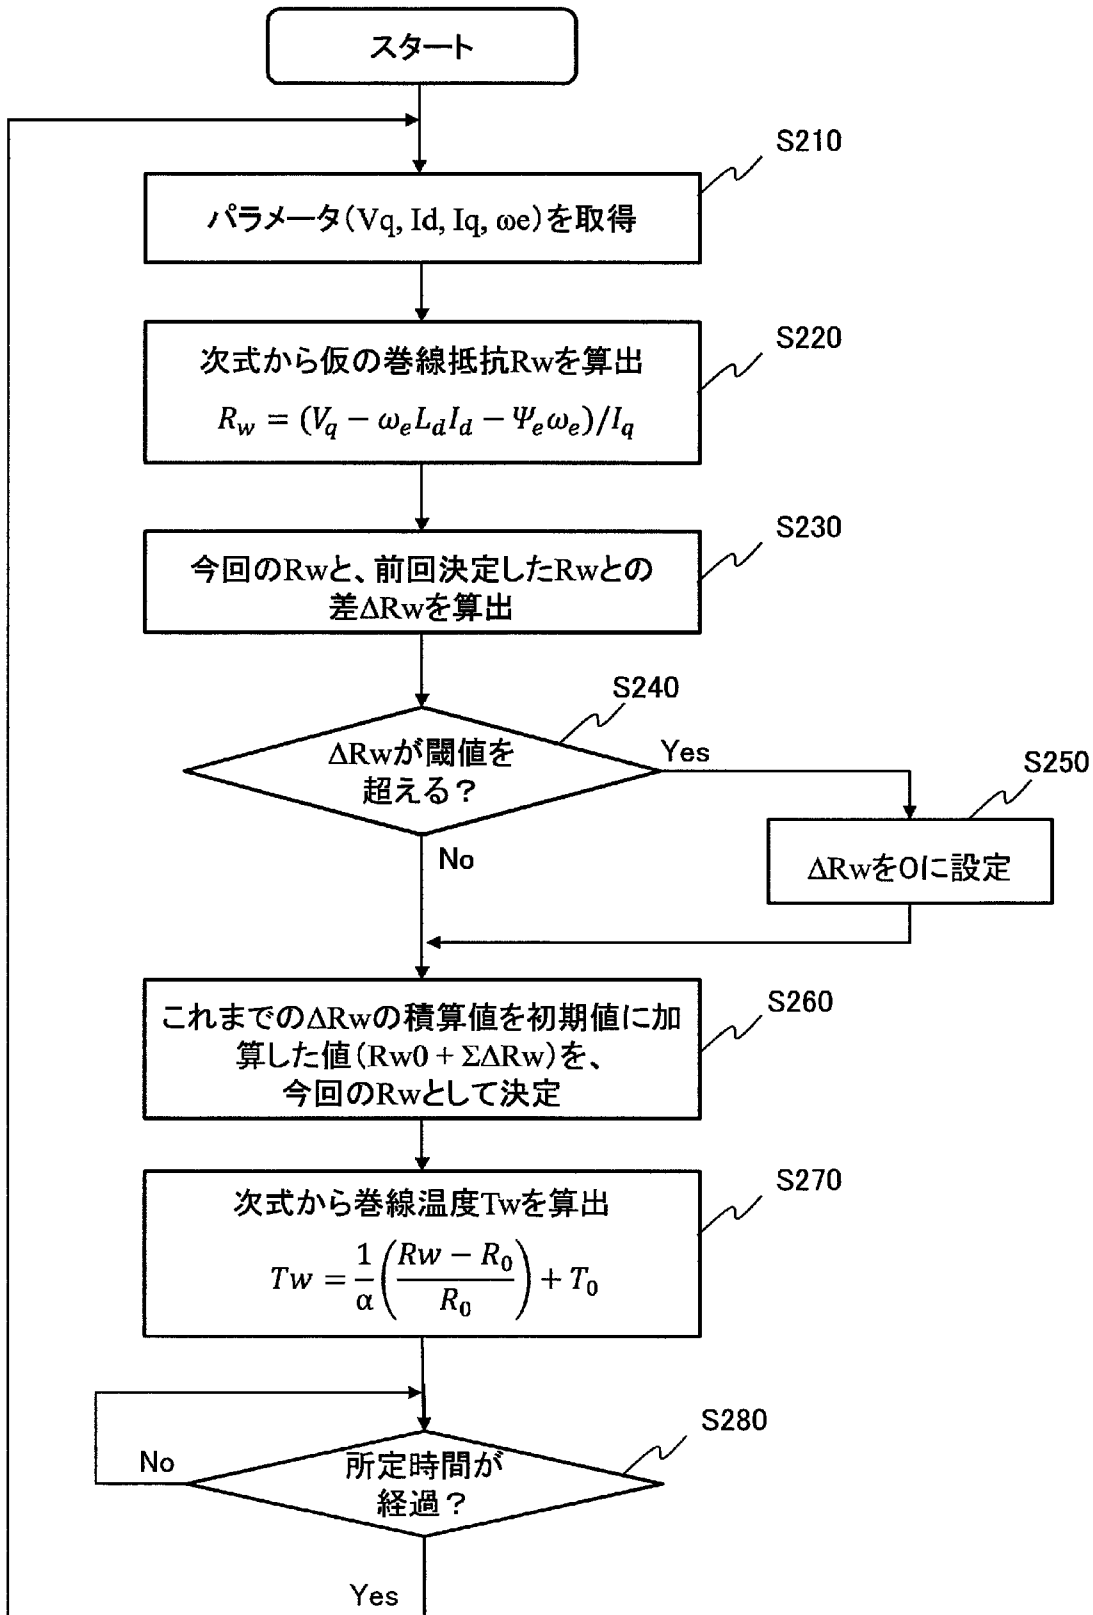 スタート
S210
パラメータ(Vq, Id, Iq, ωe)を取得
S220
次式から仮の巻線抵抗Rwを算出
R_w = (V_q − ω_e L_d I_d − Ψ_e ω_e)/I_q
S230
今回のRwと、前回決定したRwとの
差ΔRwを算出
S240
ΔRwが閾値を
超える?
Yes
No
S250
ΔRwを0に設定
S260
これまでのΔRwの積算値を初期値に加
算した値(Rw0 + ΣΔRw)を、
今回のRwとして決定
S270
次式から巻線温度Twを算出
Tw = 1/α ((Rw − R_0)/R_0) + T_0
S280
所定時間が
経過?
No
Yes